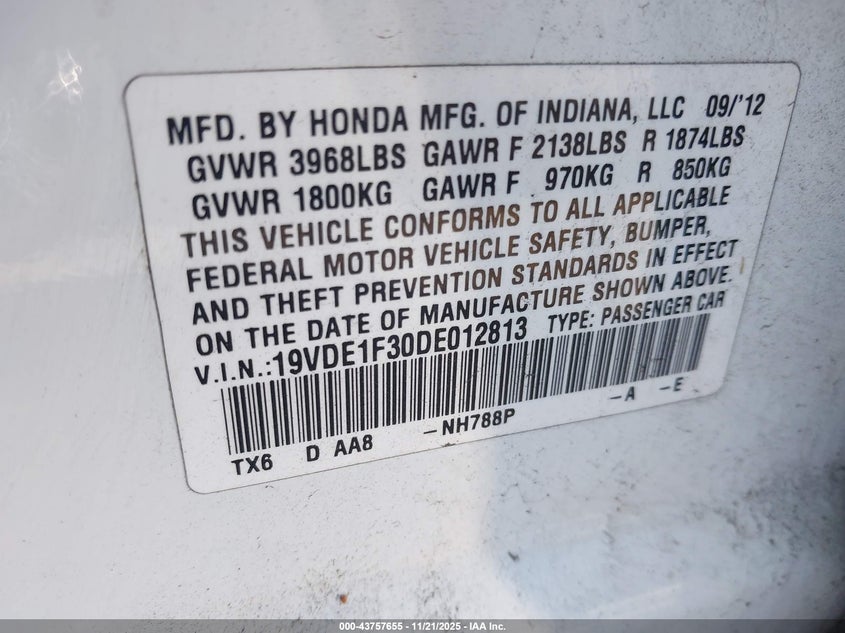 MFD. BY HONDA MFG. OF INDIANA, LLC 09/'12
GVWR 3968LBS GAWR F 2138LBS R 1874LBS
GVWR 1800KG GAWR F 970KG R 850KG
THIS VEHICLE CONFORMS TO ALL APPLICABLE
FEDERAL MOTOR VEHICLE SAFETY, BUMPER,
AND THEFT PREVENTION STANDARDS IN EFFECT
ON THE DATE OF MANUFACTURE SHOWN ABOVE.
V.I.N.:19VDE1F30DE012813 TYPE: PASSENGER CAR
TX6 D AA8 -NH788P -A -E
000-43757655 - 11/21/2025 - IAA Inc.